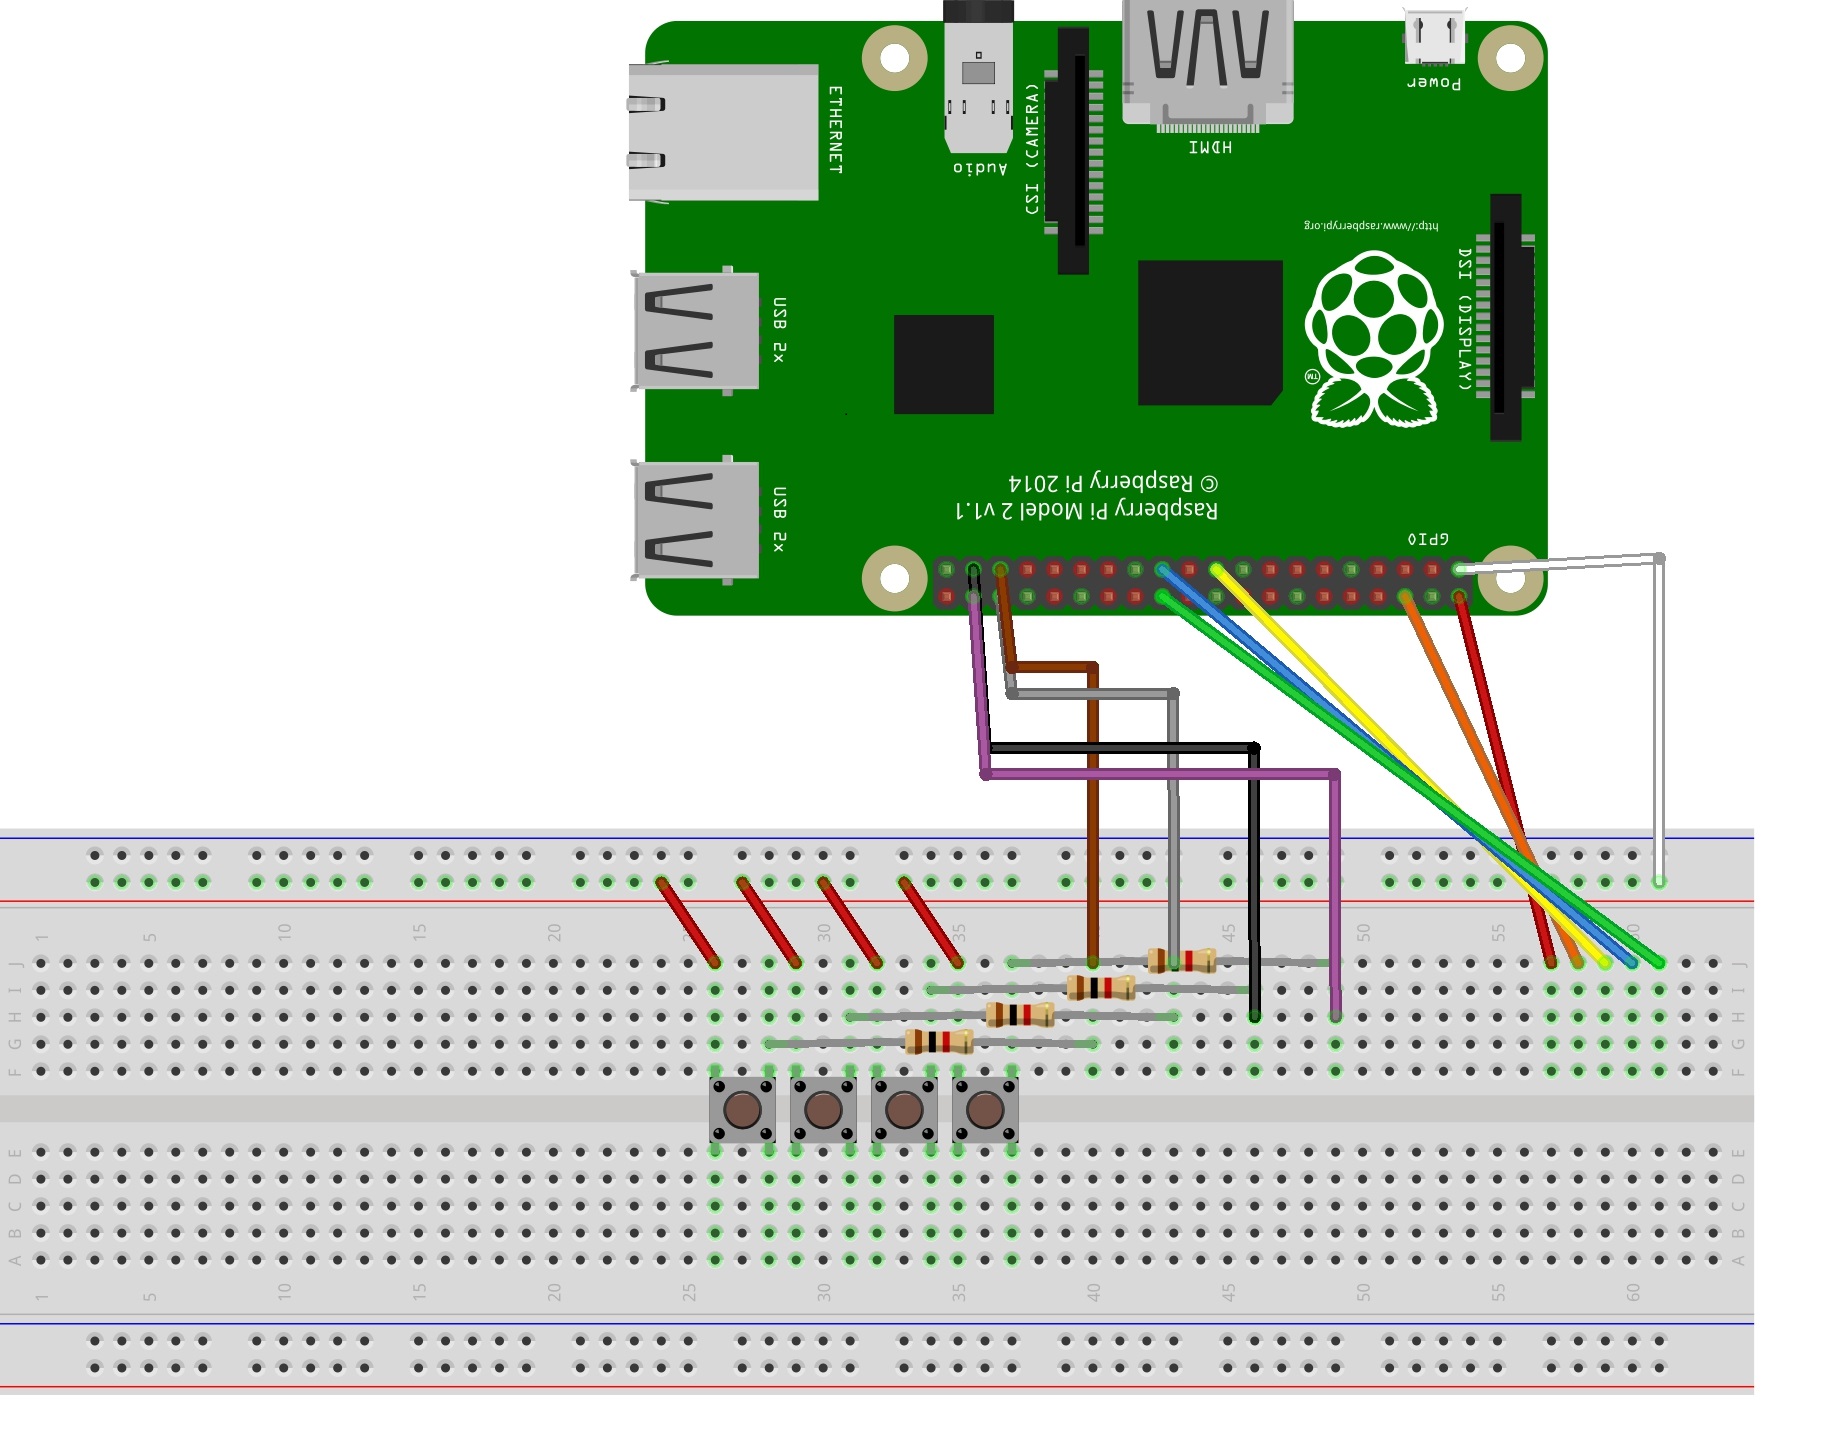 ETHERNET
Audio
CSI (CAMERA)
HDMI
Power
http://www.raspberrypi.org
DSI (DISPLAY)
TM
USB 2x
USB 2x
© Raspberry Pi 2014
Raspberry Pi Model 2 v1.1
GPIO
1 5 10 15 20 25 35 45 50 55 60
J J
I I
H H
G G
F F
E E
D D
C C
B B
A A
1 5 10 15 20 25 30 35 40 45 50 55 60